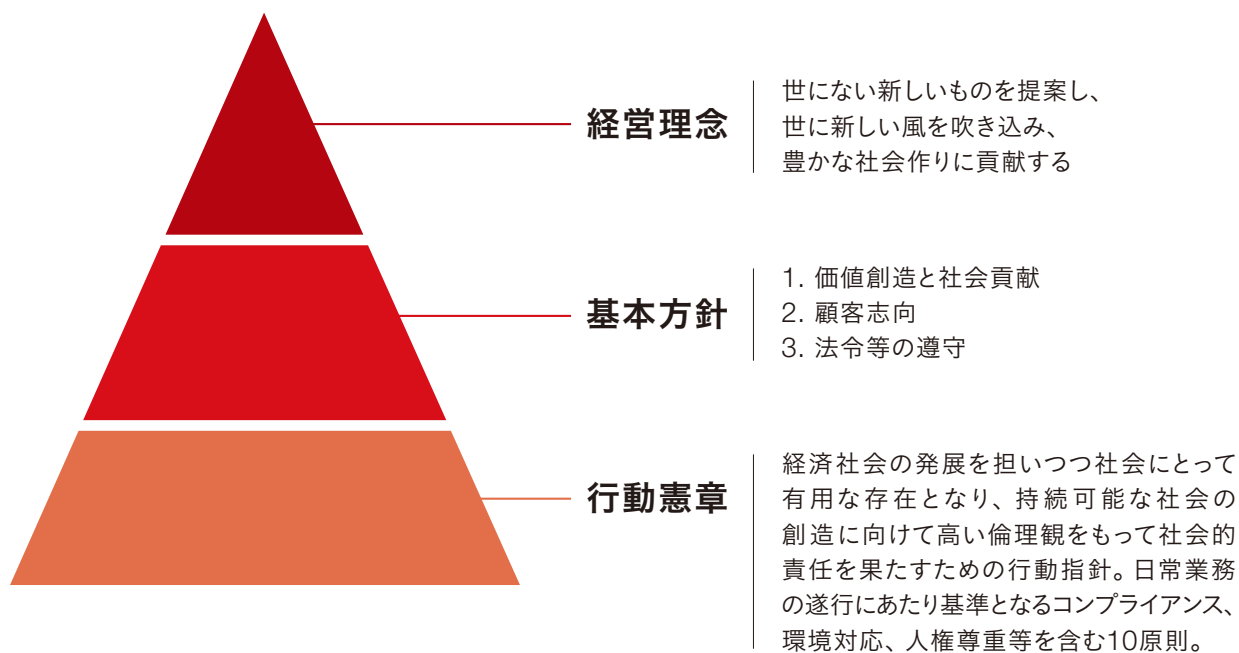 経営理念
世にない新しいものを提案し、
世に新しい風を吹き込み、
豊かな社会作りに貢献する
基本方針
1. 価値創造と社会貢献
2. 顧客志向
3. 法令等の遵守
行動憲章
経済社会の発展を担いつつ社会にとって
有用な存在となり、持続可能な社会の
創造に向けて高い倫理観をもって社会的
責任を果たすための行動指針。日常業務
の遂行にあたり基準となるコンプライアンス、
環境対応、人権尊重等を含む10原則。